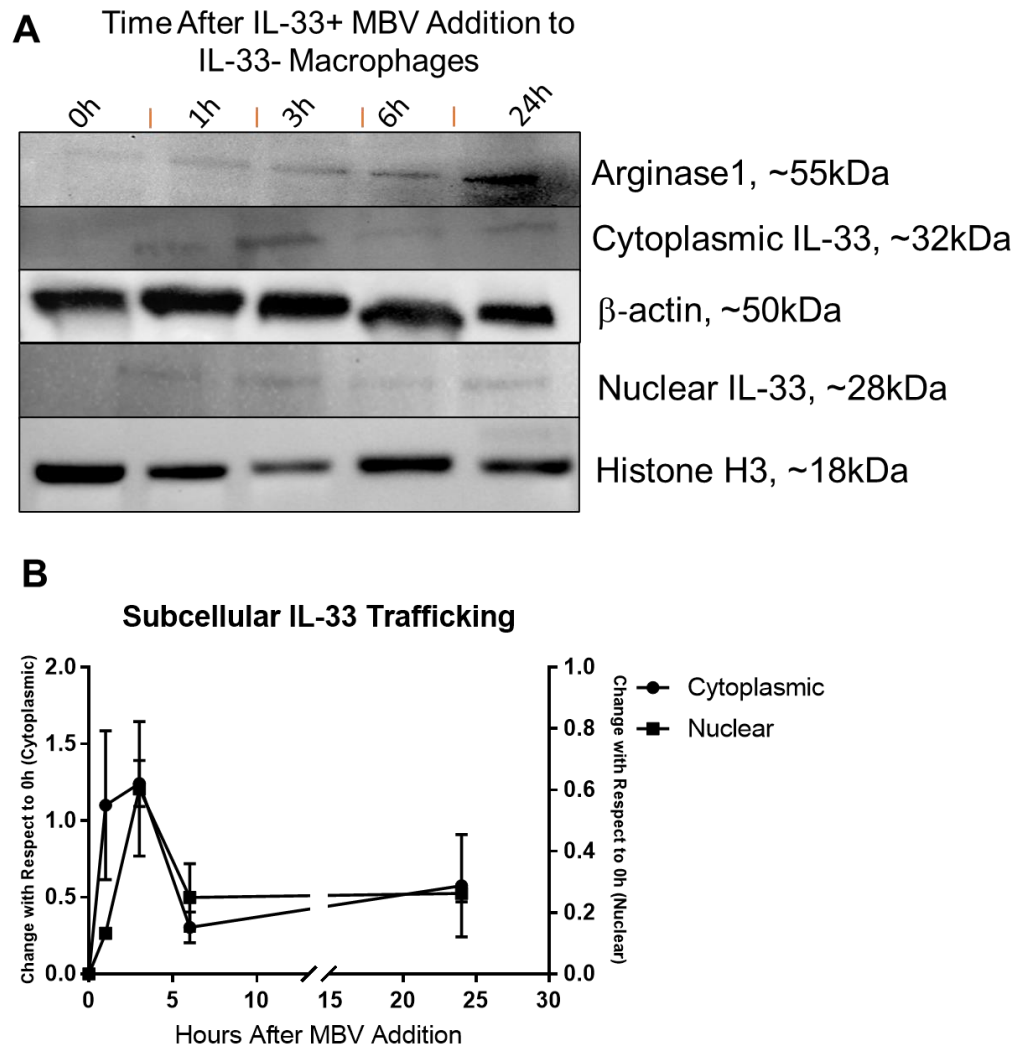 A
Time After IL-33+ MBV Addition to
IL-33- Macrophages
0h | 1h | 3h | 6h | 24h
Arginase1, ~55kDa
Cytoplasmic IL-33, ~32kDa
β-actin, ~50kDa
Nuclear IL-33, ~28kDa
Histone H3, ~18kDa
B
Subcellular IL-33 Trafficking
Change with Respect to 0h (Cytoplasmic)
2.0
1.5
1.0
0.5
0.0
1.0
0.8
0.6
0.4
0.2
0.0
Change with Respect to 0h (Nuclear)
Cytoplasmic
Nuclear
0 5 10 15 20 25 30
Hours After MBV Addition